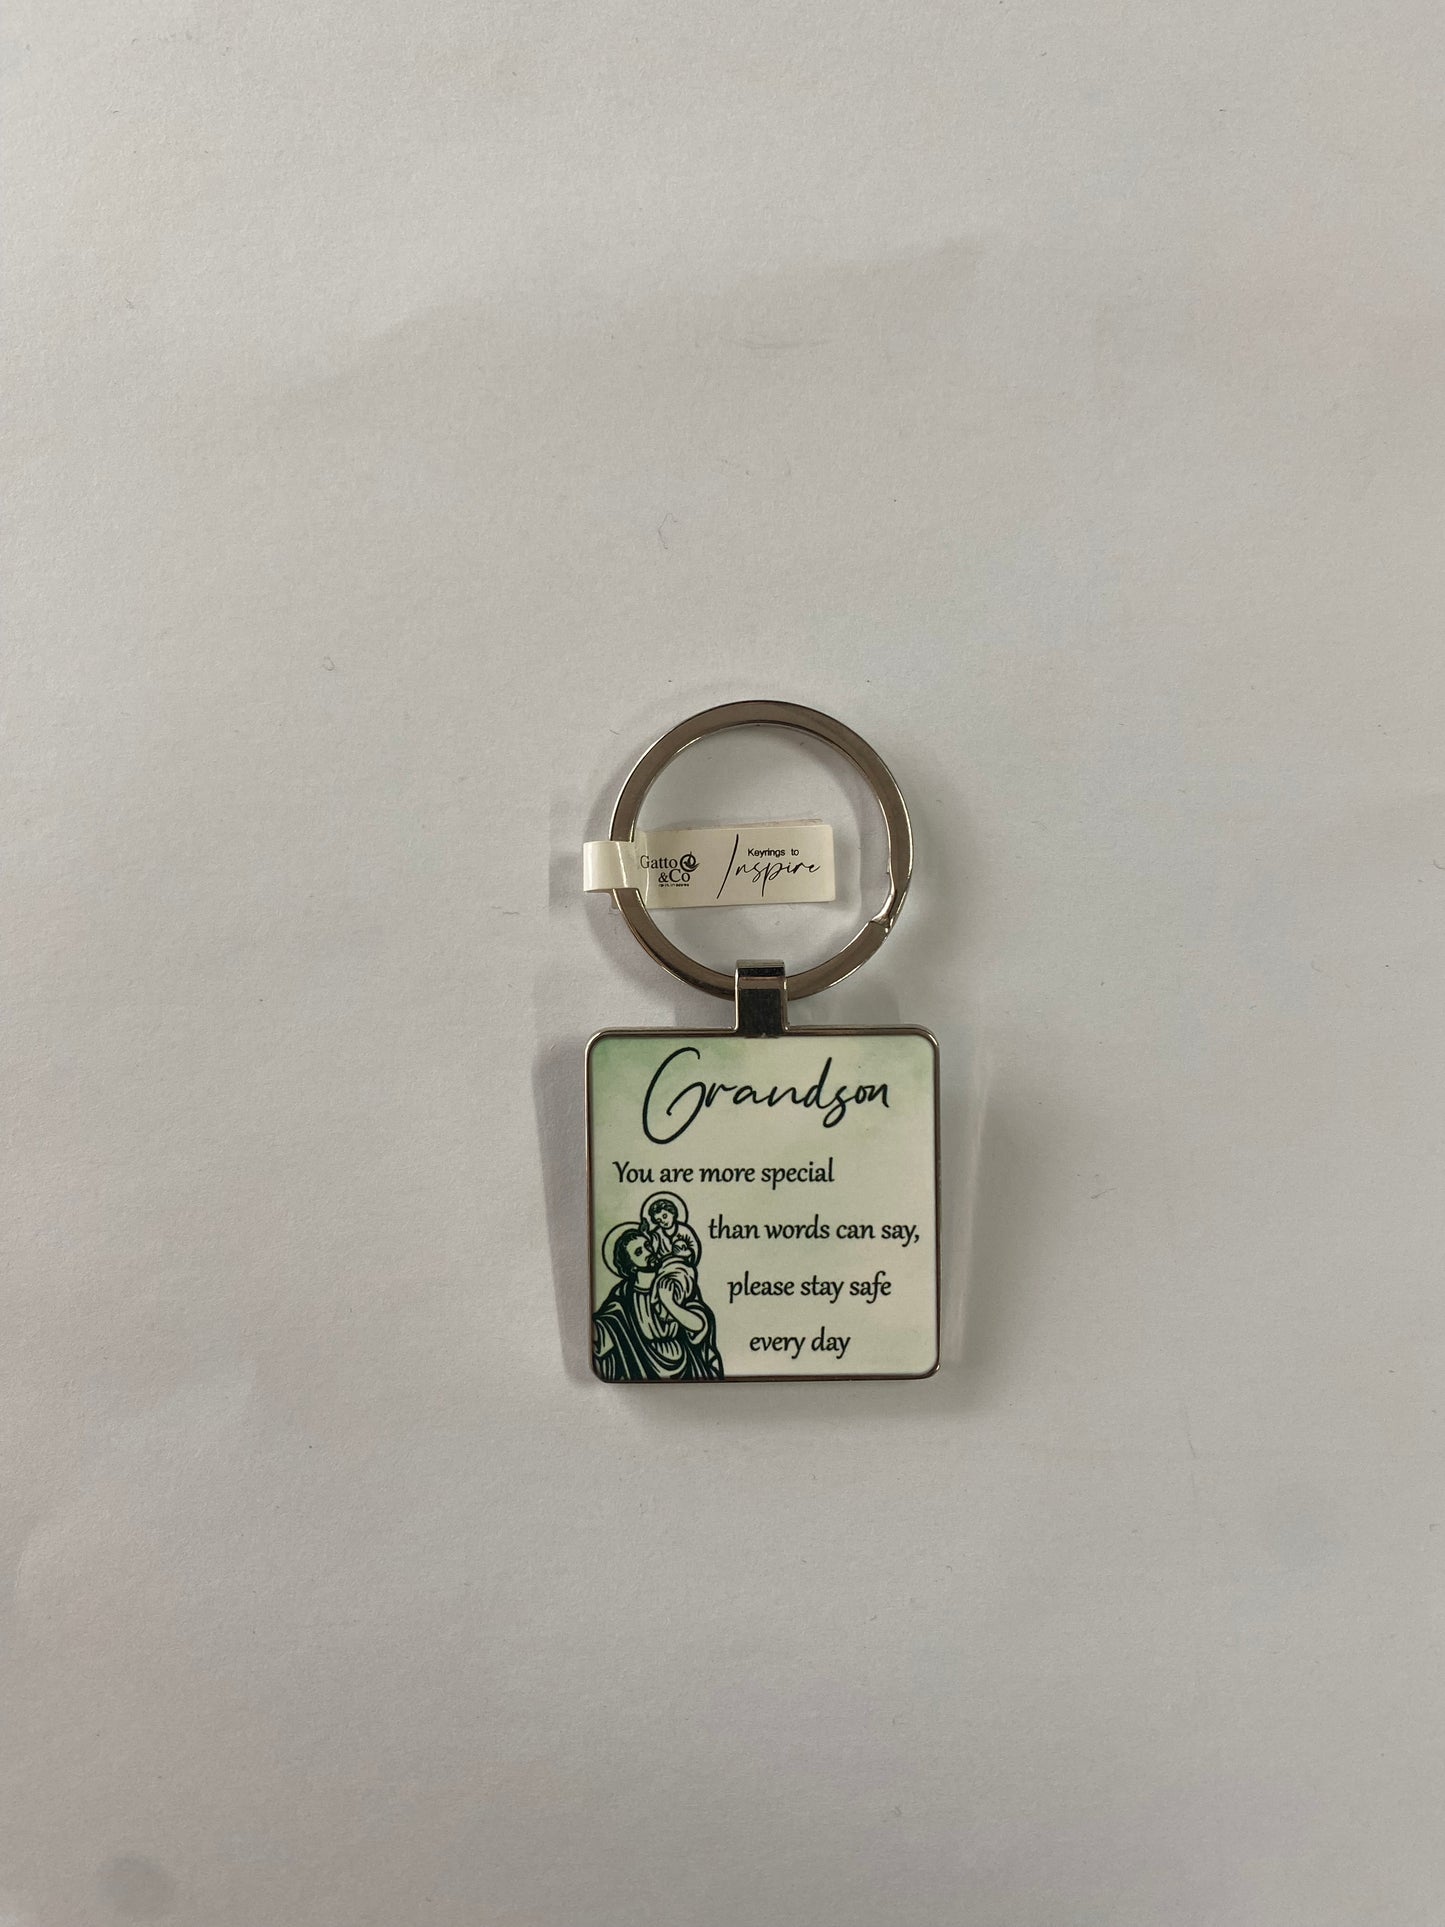 Gatto
&Co
Keyrings to
Inspire
Grandson
You are more special
than words can say,
please stay safe
every day